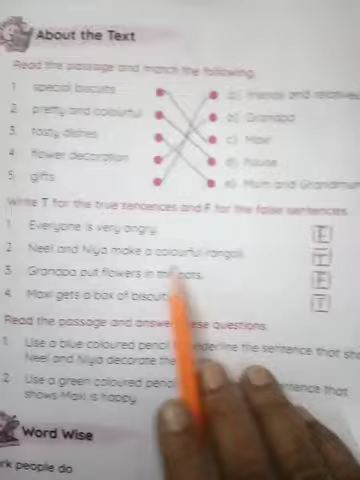 About the Text
Read the passage and match the following.
1 special biscuits a) friends and relatives
2. pretty and colourful b) Grandpa
3. tasty dishes c) Maxi
4 flower decoration d) house
5. gifts e) Mum and Grandma
Write T for the true sentences and F for the false sentences.
1 Everyone is very angry. F
2 Neel and Niya make a colourful rangoli. T
3 Grandpa put flowers in the pots. F
4. Maxi gets a box of biscuits T
Read the passage and answer these questions.
1. Use a blue coloured pencil underline the sentence that
Neel and Niya decorate the
2. Use a green coloured sentence that
shows Maxi is happy.
Word Wise
people do